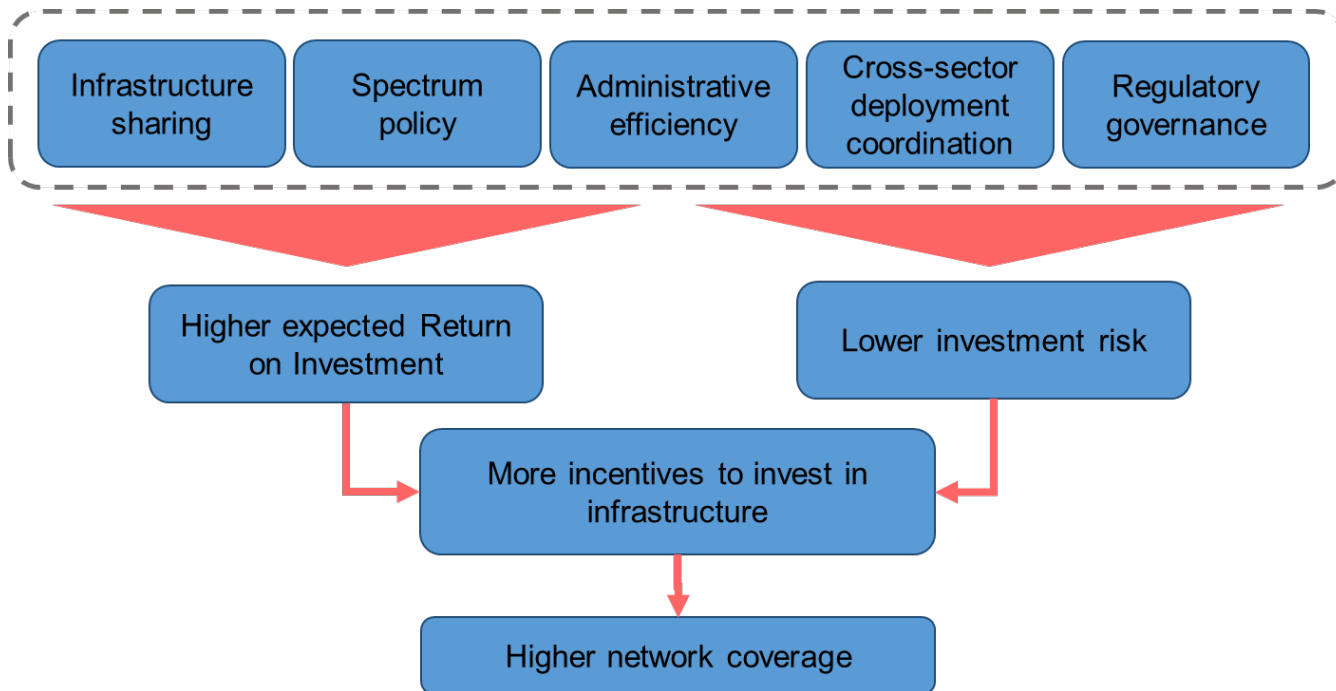 Infrastructure
sharing
Spectrum
policy
Administrative
efficiency
Cross-sector
deployment
coordination
Regulatory
governance
Higher expected Return
on Investment
Lower investment risk
More incentives to invest in
infrastructure
Higher network coverage